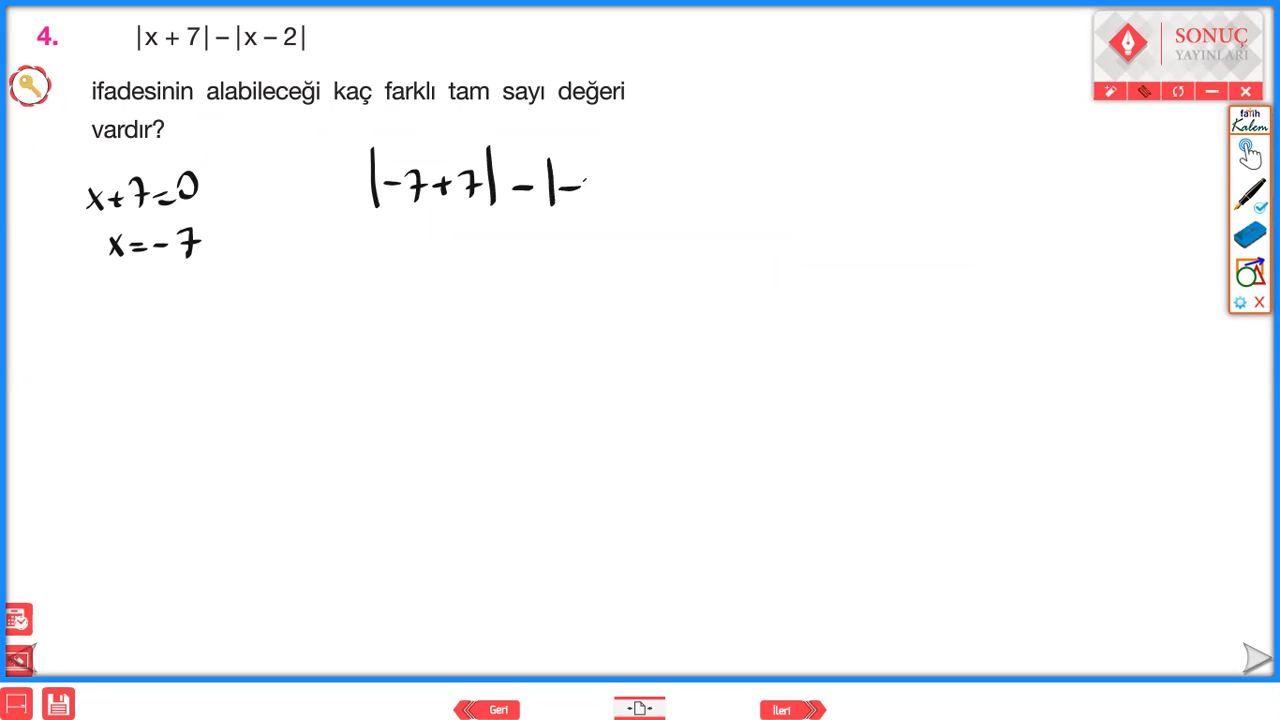 4. |x + 7| – |x – 2|
ifadesinin alabileceği kaç farklı tam sayı değeri
vardır?
x+7=0
x=-7
|-7+7| - |-
SONUÇ
YAYINLARI
fatih
Kalem
Geri
İleri